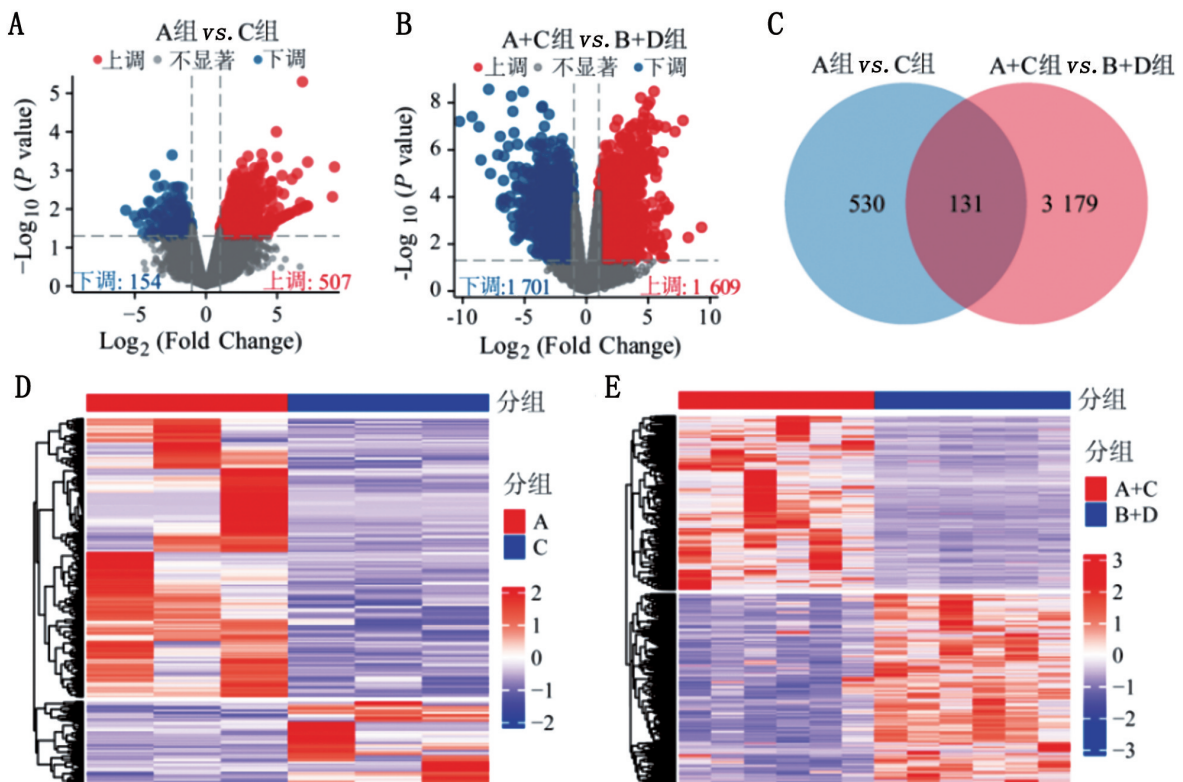 A
A组 vs. C组
上调 不显著 下调
−Log10 (P value)
5
4
3
2
1
0
下调: 154
上调: 507
−5
0
5
Log2 (Fold Change)
B
A+C组 vs. B+D组
上调 不显著 下调
-Log 10 (P value)
8
6
4
2
0
下调:1 701
上调: 1 609
-10
-5
0
5
10
Log2 (Fold Change)
C
A组 vs. C组
A+C组 vs. B+D组
530
131
3 179
D
分组
分组
A
C
2
1
0
−1
−2
E
分组
分组
A+C
B+D
3
2
1
0
−1
−2
−3